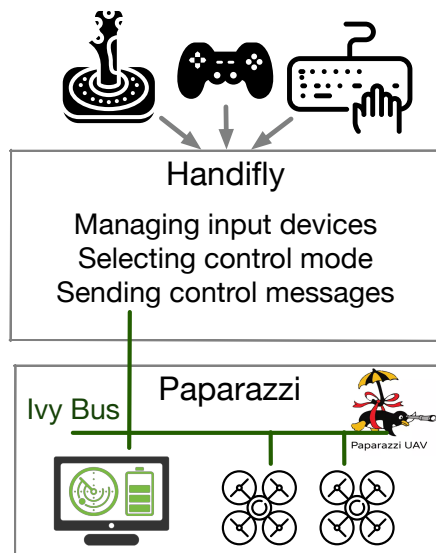 Handifly
Managing input devices
Selecting control mode
Sending control messages
Paparazzi
Ivy Bus
Paparazzi UAV